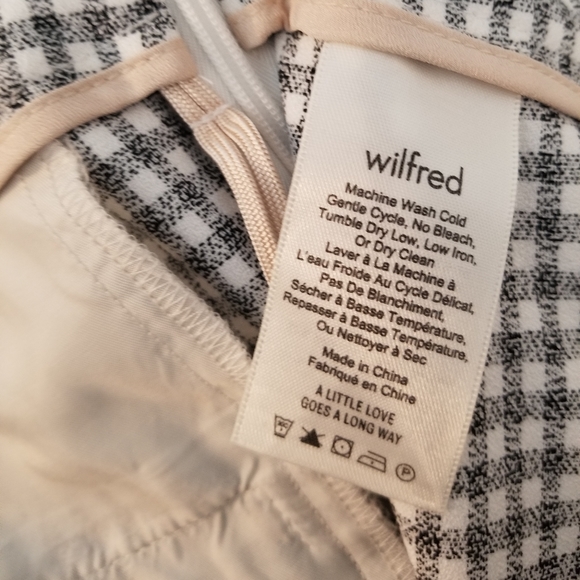 wilfred
Machine Wash Cold
Gentle Cycle, No Bleach,
Tumble Dry Low, Low Iron,
Or Dry Clean
Laver à La Machine à
L'eau Froide Au Cycle Délicat,
Pas De Blanchiment,
Sécher à Basse Température,
Repasser à Basse Température,
Ou Nettoyer à Sec
Made in China
Fabriqué en Chine
A LITTLE LOVE
GOES A LONG WAY
P